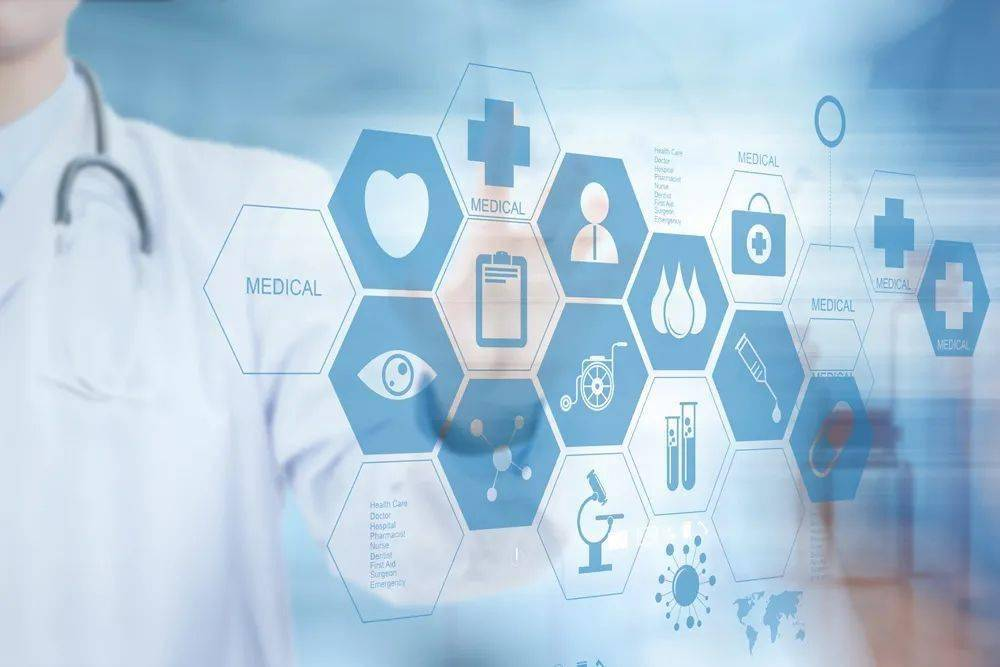 MEDICAL
MEDICAL
Health Care
Doctor
Hospital
Pharmacist
Nurse
Dentist
First Aid
Surgeon
Emergency
MEDICAL
MEDICAL
MEDICAL
MEDICAL
MEDICAL
Health Care
Doctor
Hospital
Pharmacist
Nurse
Dentist
First Aid
Surgeon
Emergency